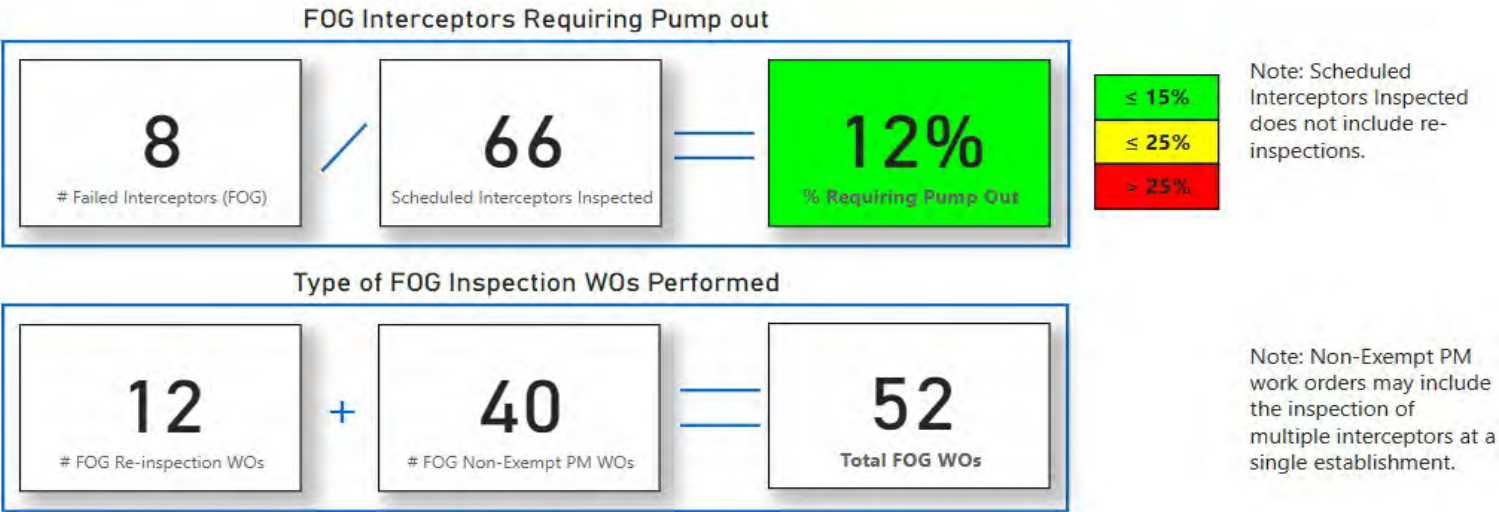 FOG Interceptors Requiring Pump out
8
# Failed Interceptors (FOG)
/
66
Scheduled Interceptors Inspected
=
12%
% Requiring Pump Out
≤ 15%
≤ 25%
> 25%
Note: Scheduled
Interceptors Inspected
does not include re-
inspections.
Type of FOG Inspection WOs Performed
12
# FOG Re-inspection WOs
+
40
# FOG Non-Exempt PM WOs
=
52
Total FOG WOs
Note: Non-Exempt PM
work orders may include
the inspection of
multiple interceptors at a
single establishment.